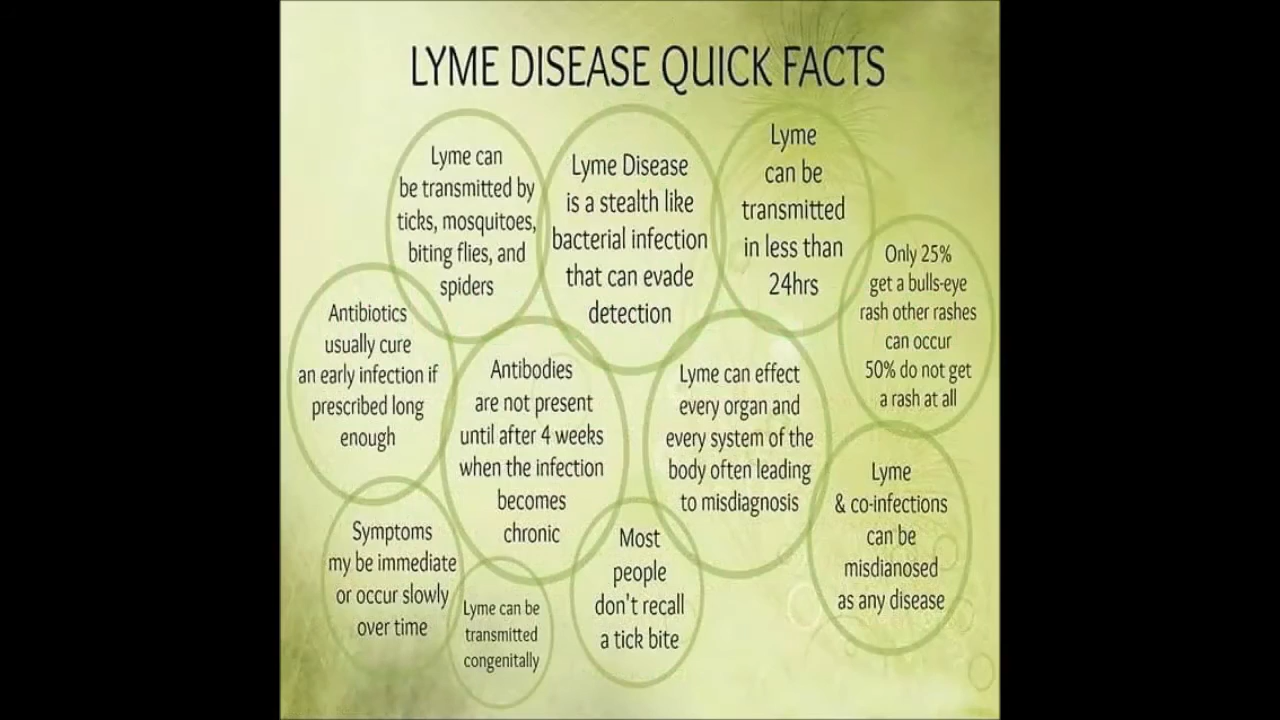 LYME DISEASE QUICK FACTS
Lyme can
be transmitted by
ticks, mosquitoes,
biting flies, and
spiders
Lyme Disease
is a stealth like
bacterial infection
that can evade
detection
Lyme
can be
transmitted
in less than
24hrs
Only 25%
get a bulls-eye
rash other rashes
can occur
50% do not get
a rash at all
Antibiotics
usually cure
an early infection if
prescribed long
enough
Antibodies
are not present
until after 4 weeks
when the infection
becomes
chronic
Lyme can effect
every organ and
every system of the
body often leading
to misdiagnosis
Lyme
& co-infections
can be
misdianosed
as any disease
Symptoms
my be immediate
or occur slowly
over time
Lyme can be
transmitted
congenitally
Most
people
don't recall
a tick bite